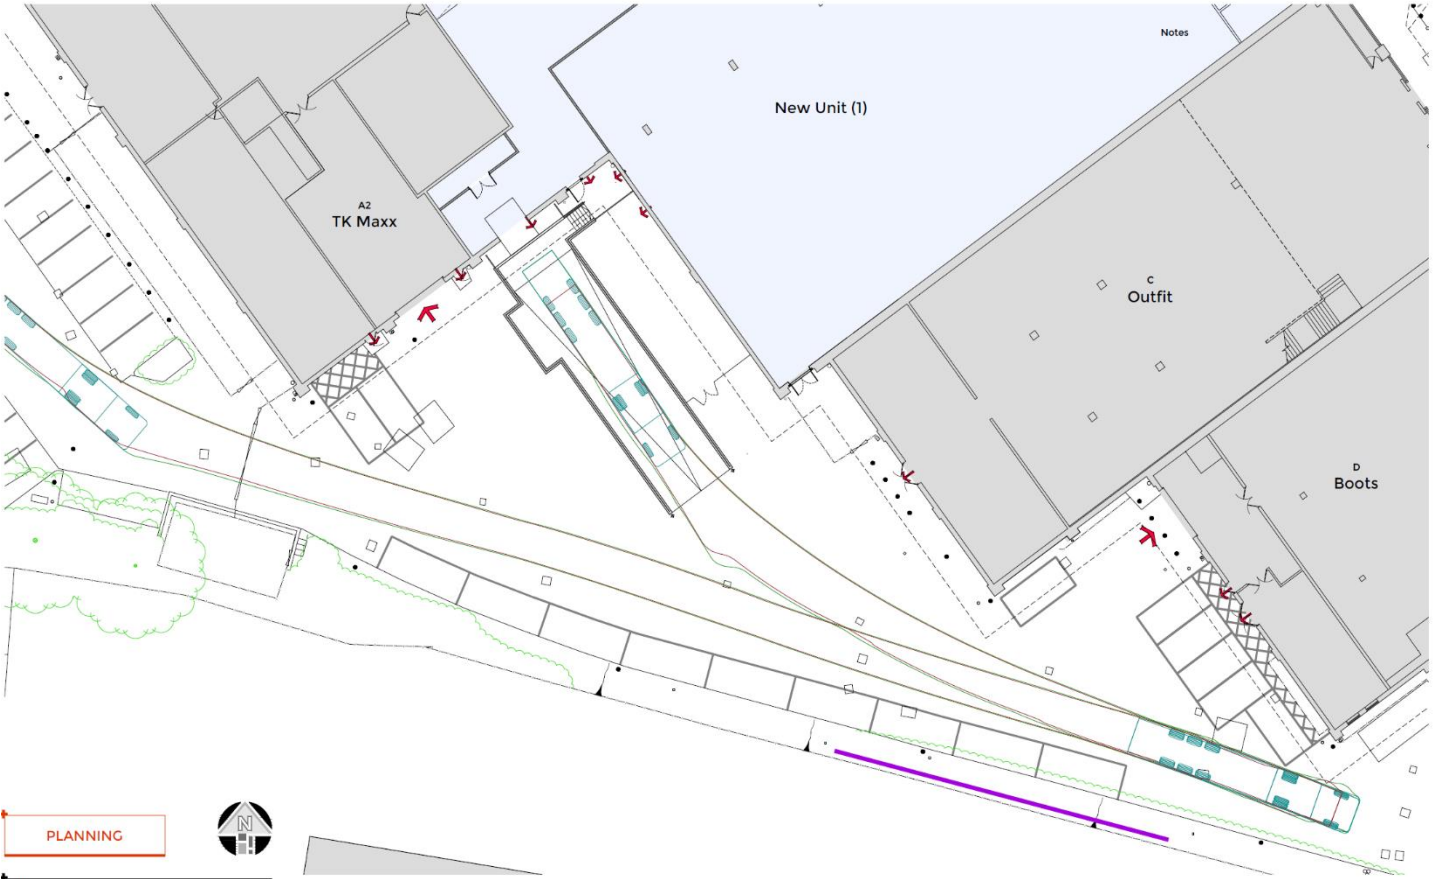 Notes
New Unit (1)
A2
TK Maxx
C
Outfit
D
Boots
PLANNING
N